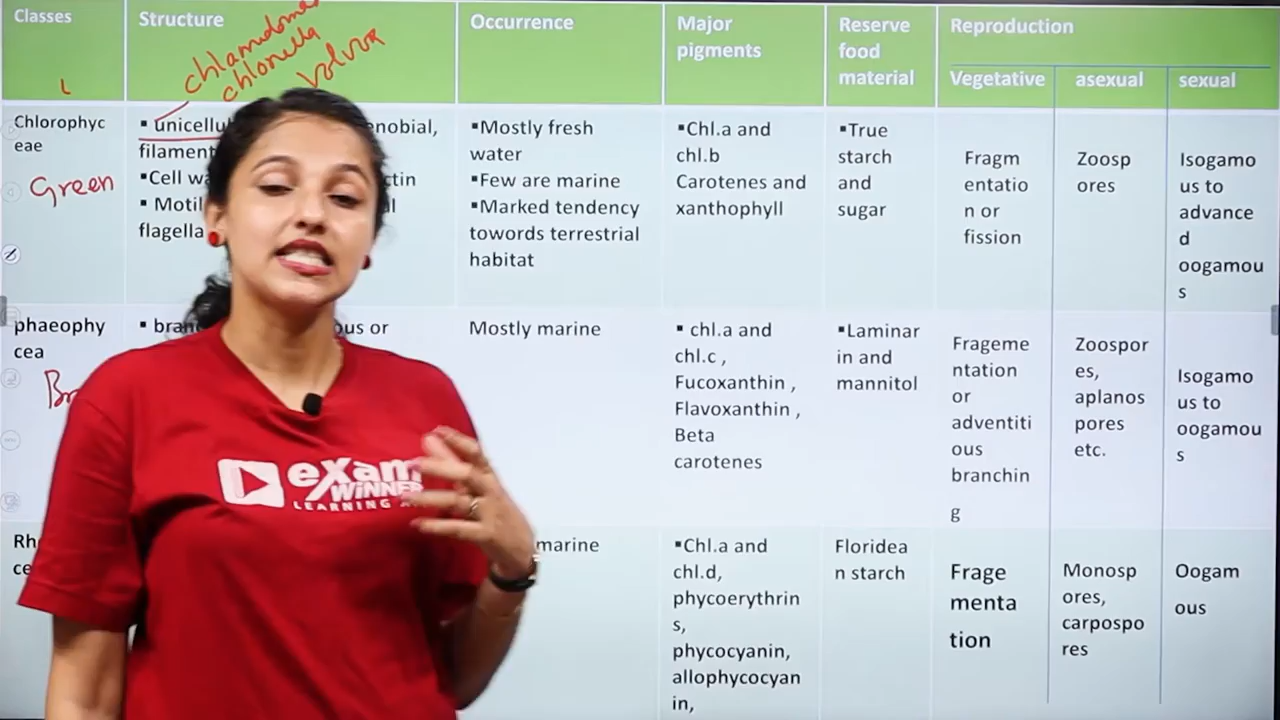 Classes
Structure
Occurrence
Major
pigments
Reserve
food
material
Reproduction
Vegetative
asexual
sexual
chlorella
Volvox
Chlorophyc
eae
Green
▪ unicellu
enobial,
filament
▪Cell wa
ctin
▪ Motil
flagella
▪Mostly fresh
water
▪Few are marine
▪Marked tendency
towords terrestrial
habitat
▪Chl.a and
chl.b
Carotenes and
xanthophyll
▪True
starch
and
sugar
Fragm
entatio
n or
fission
Zoosp
ores
Isogamo
us to
advance
d
oogamou
s
phaeophy
cea
▪ bran
ous or
Mostly marine
▪ chl.a and
chl.c ,
Fucoxanthin ,
Flavoxanthin ,
Beta
carotenes
▪Laminar
in and
mannitol
Frageme
ntation
or
adventiti
ous
branchin
g
Zoospor
es,
aplanos
pores
etc.
Isogamo
us to
oogamou
s
Rh
ce
marine
▪Chl.a and
chl.d,
phycoerythrin
s,
phycocyanin,
allophycocyan
in,
Floridea
n starch
Frage
menta
tion
Monosp
ores,
carpospo
res
Oogam
ous
exam
WINNER
LEARNING